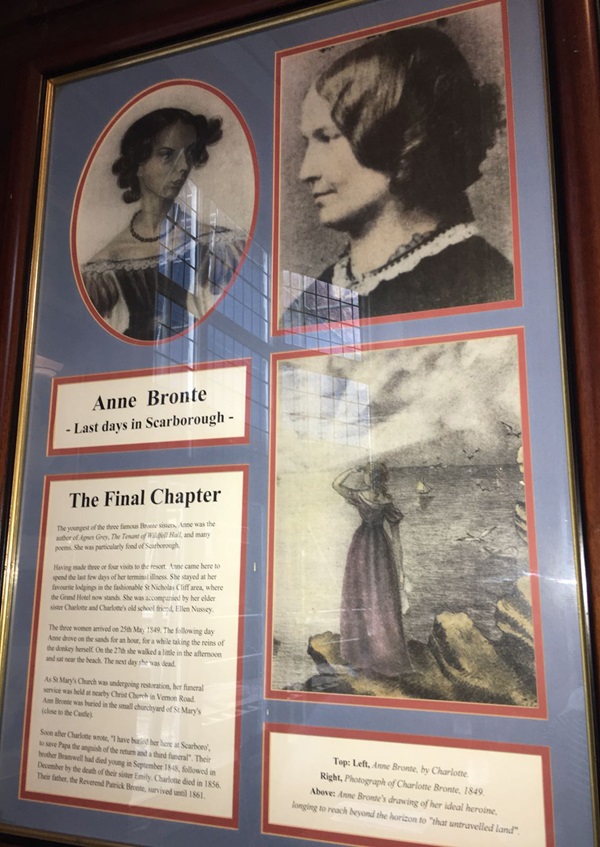 Anne Bronte
- Last days in Scarborough -
The Final Chapter
The youngest of the three famous Bronte sisters, Anne was the
author of Agnes Grey, The Tenant of Wildfell Hall, and many
poems. She was particularly fond of Scarborough.
Having made three or four visits to the resort. Anne came here to
spend the last few days of her terminal illness. She stayed at her
favourite lodgings in the fashionable St Nicholas Cliff area, where
the Grand Hotel now stands. She was accompanied by her elder
sister Charlotte and Charlotte's old school friend, Ellen Nussey.
The three women arrived on 25th May 1849. The following day
Anne drove on the sands for an hour, for a while taking the reins of
the donkey herself. On the 27th she walked a little in the afternoon
and sat near the beach. The next day she was dead.
As St Mary's Church was undergoing restoration, her funeral
service was held at nearby Christ Church in Vernon Road.
Ann Bronte was buried in the small churchyard of St Mary's
(close to the Castle).
Soon after Charlotte wrote, "I have buried her here at Scarboro',
to save Papa the anguish of the return and a third funeral". Their
brother Branwell had died young in September 1848, followed in
December by the death of their sister Emily. Charlotte died in 1856.
Their father, the Reverend Patrick Bronte, survived until 1861.
Top: Left, Anne Bronte, by Charlotte.
Right, Photograph of Charlotte Bronte, 1849.
Above: Anne Bronte's drawing of her ideal heroine,
longing to reach beyond the horizon to "that untravelled land".